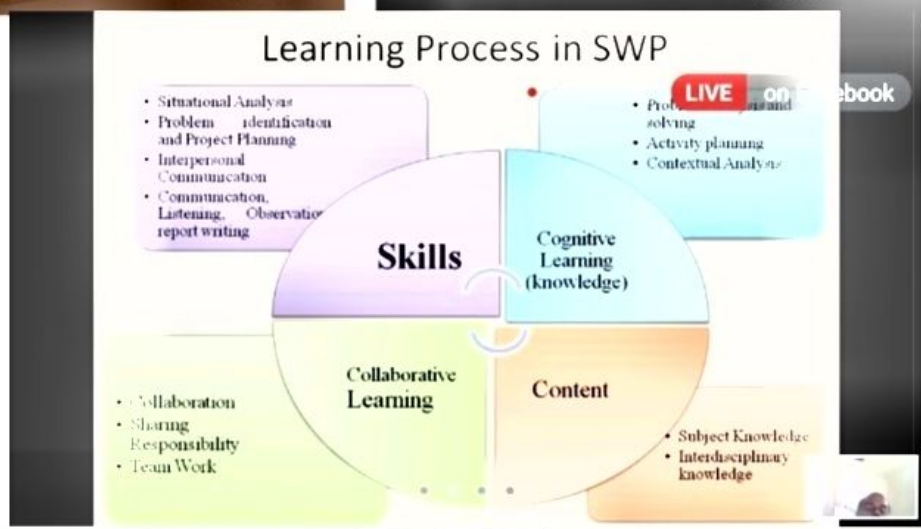 Learning Process in SWP
• Situational Analysis
• Problem identification
and Project Planning
• Interpersonal
Communication
• Communication,
Listening, Observation
report writing
LIVE on ebook
and
solving
• Activity planning
• Contextual Analysis
Skills
Cognitive
Learning
(knowledge)
Collaborative
Learning
Content
• Collaboration
• Sharing
Responsibility
• Team Work
• Subject Knowledge
• Interdisciplinary
knowledge